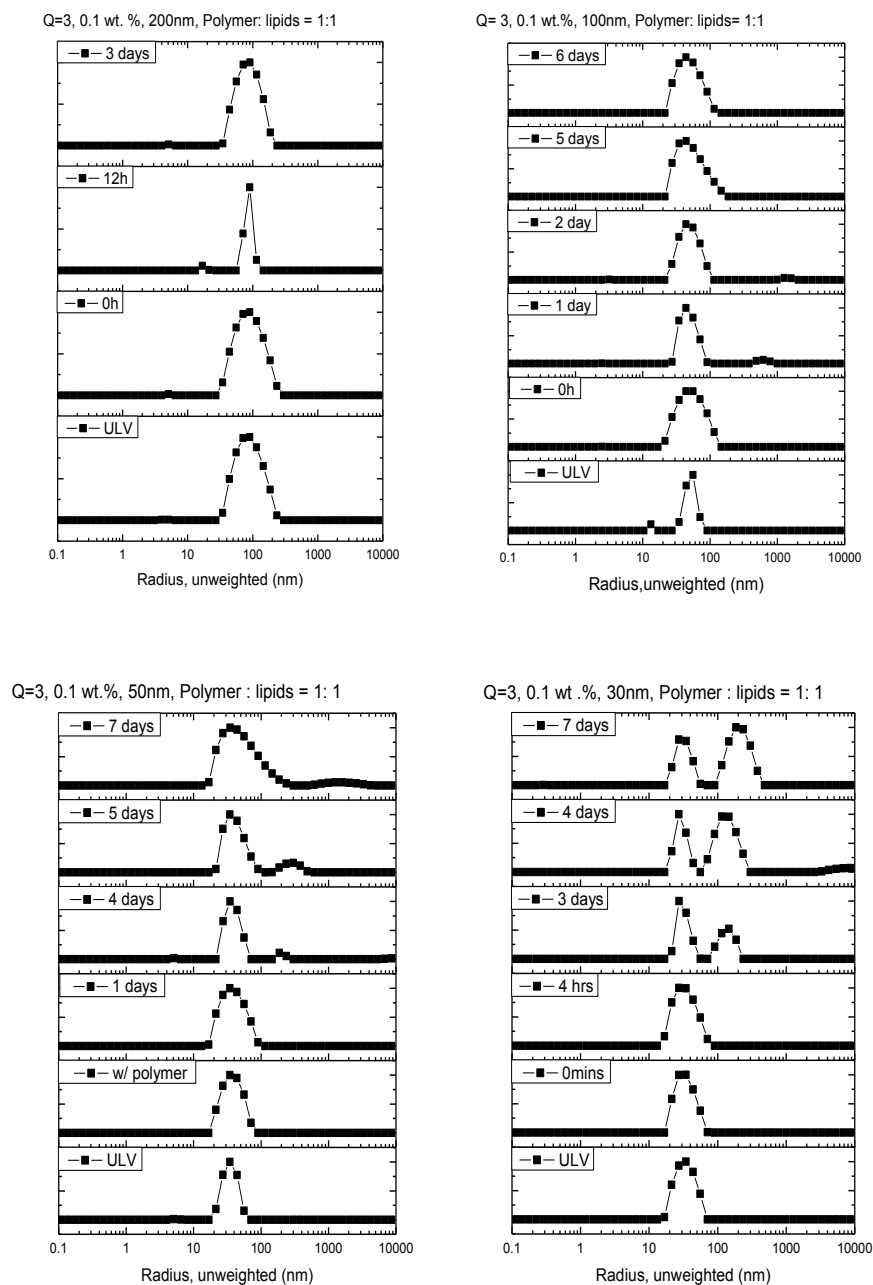 Q=3, 0.1 wt. %, 200nm, Polymer: lipids = 1:1
3 days
12h
0h
ULV
0.1 1 10 100 1000 10000
Radius, unweighted (nm)
Q= 3, 0.1 wt.%, 100nm, Polymer: lipids= 1:1
6 days
5 days
2 day
1 day
0h
ULV
0.1 1 10 100 1000 10000
Radius,unweighted (nm)
Q=3, 0.1 wt.%, 50nm, Polymer : lipids = 1: 1
7 days
5 days
4 days
1 days
w/ polymer
ULV
0.1 1 10 100 1000 10000
Radius, unweighted (nm)
Q=3, 0.1 wt .%, 30nm, Polymer : lipids = 1: 1
7 days
4 days
3 days
4 hrs
0mins
ULV
0.1 1 10 100 1000 10000
Radius, unweighted (nm)